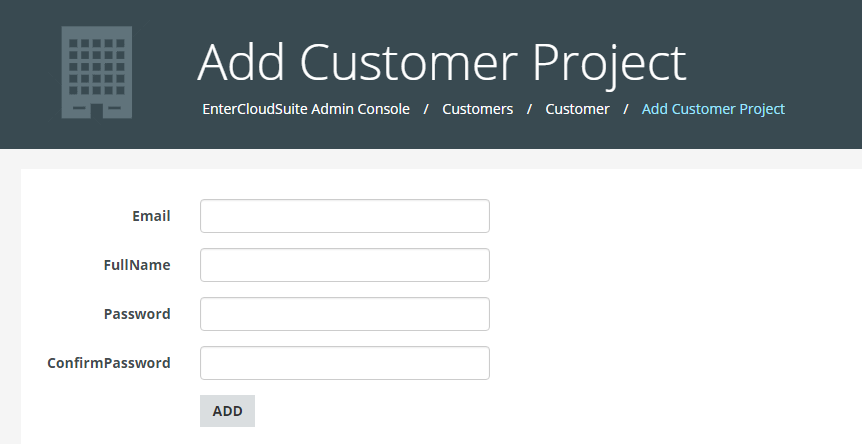 Add Customer Project
EnterCloudSuite Admin Console / Customers / Customer / Add Customer Project
Email
FullName
Password
ConfirmPassword
ADD